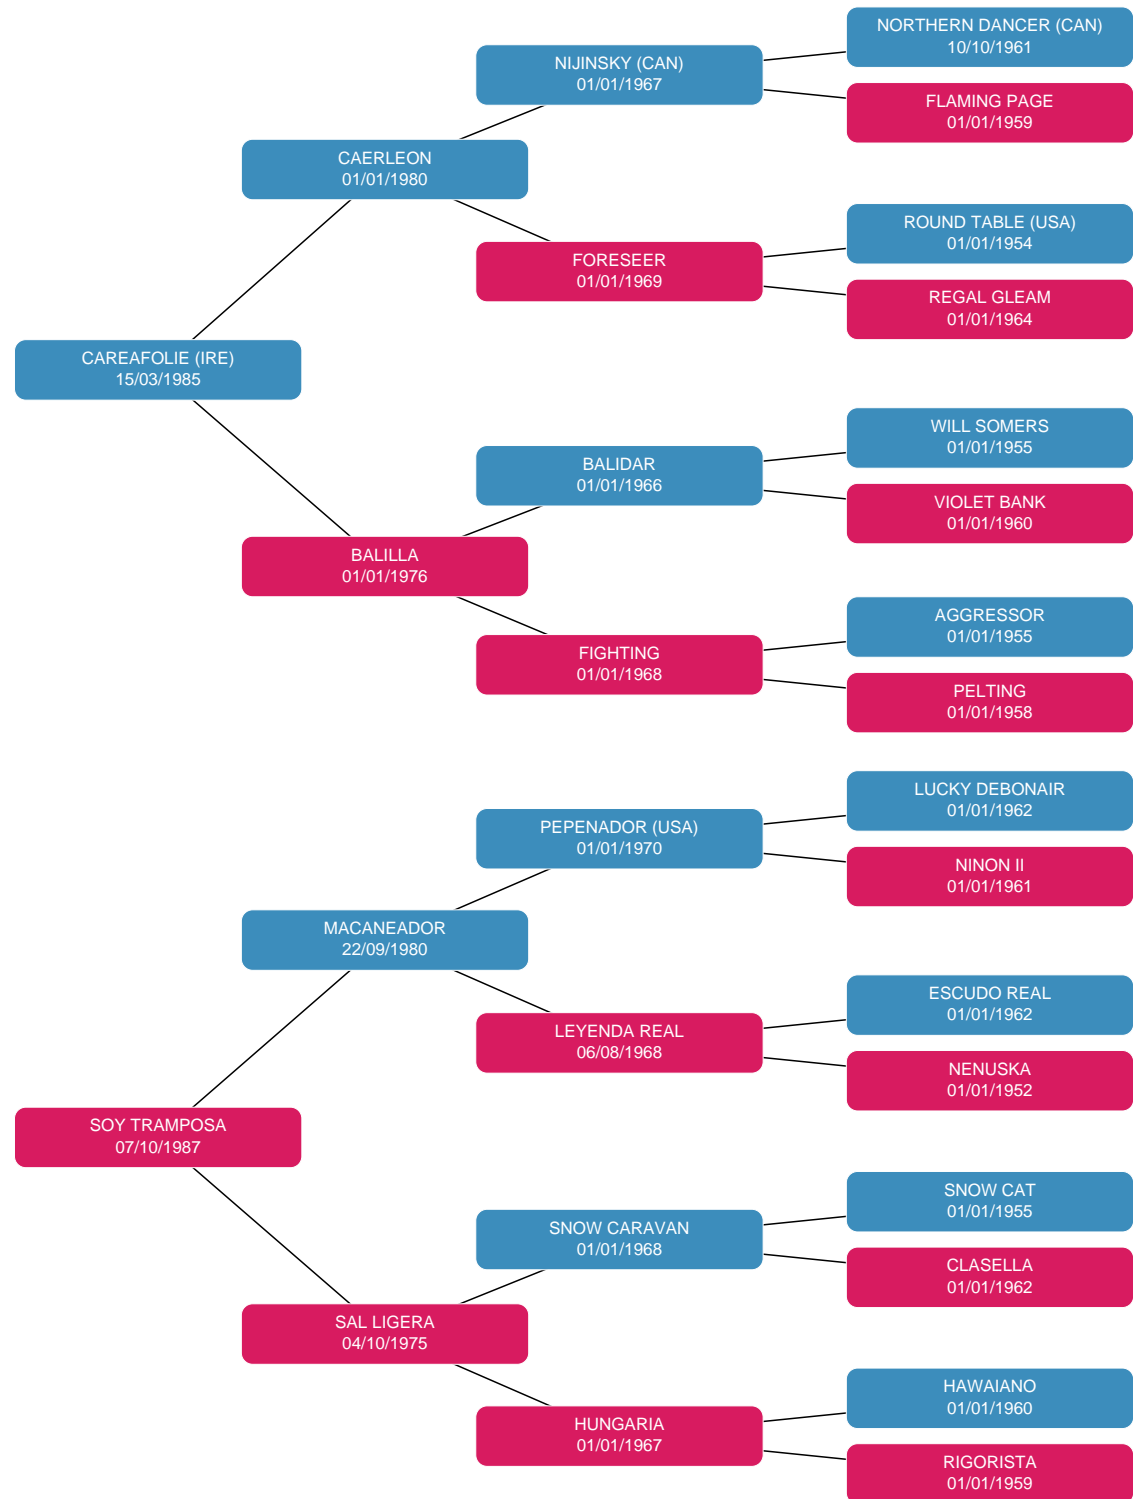 NORTHERN DANCER (CAN)
10/10/1961
NIJINSKY (CAN)
01/01/1967
FLAMING PAGE
01/01/1959
CAERLEON
01/01/1980
ROUND TABLE (USA)
01/01/1954
FORESEER
01/01/1969
REGAL GLEAM
01/01/1964
CAREAFOLIE (IRE)
15/03/1985
WILL SOMERS
01/01/1955
BALIDAR
01/01/1966
VIOLET BANK
01/01/1960
BALILLA
01/01/1976
AGGRESSOR
01/01/1955
FIGHTING
01/01/1968
PELTING
01/01/1958
LUCKY DEBONAIR
01/01/1962
PEPENADOR (USA)
01/01/1970
NINON II
01/01/1961
MACANEADOR
22/09/1980
ESCUDO REAL
01/01/1962
LEYENDA REAL
06/08/1968
NENUSKA
01/01/1952
SOY TRAMPOSA
07/10/1987
SNOW CAT
01/01/1955
SNOW CARAVAN
01/01/1968
CLASELLA
01/01/1962
SAL LIGERA
04/10/1975
HAWAIANO
01/01/1960
HUNGARIA
01/01/1967
RIGORISTA
01/01/1959